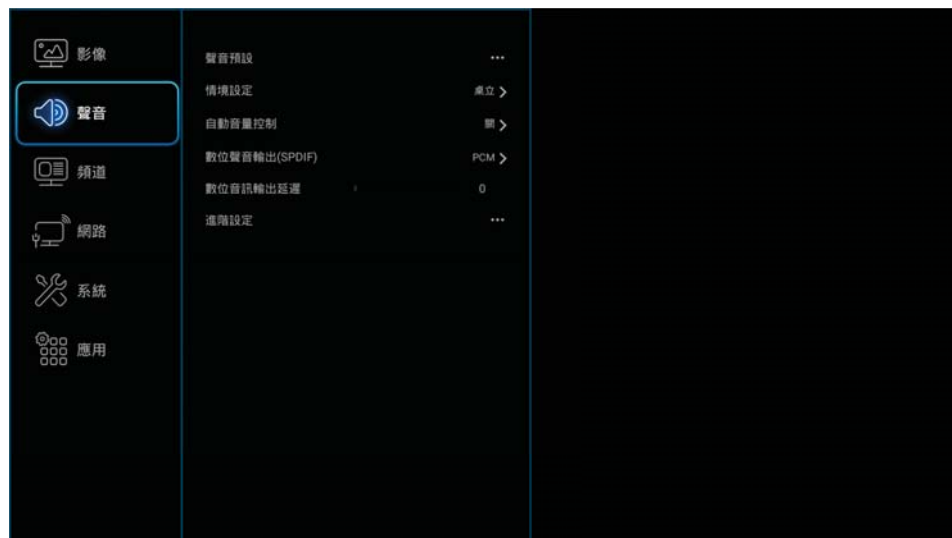 影像
聲音
頻道
網路
系統
應用
聲音預設 •••
情境設定 桌立 >
自動音量控制 關 >
數位聲音輸出(SPDIF) PCM >
數位音訊輸出延遲 0
進階設定 •••